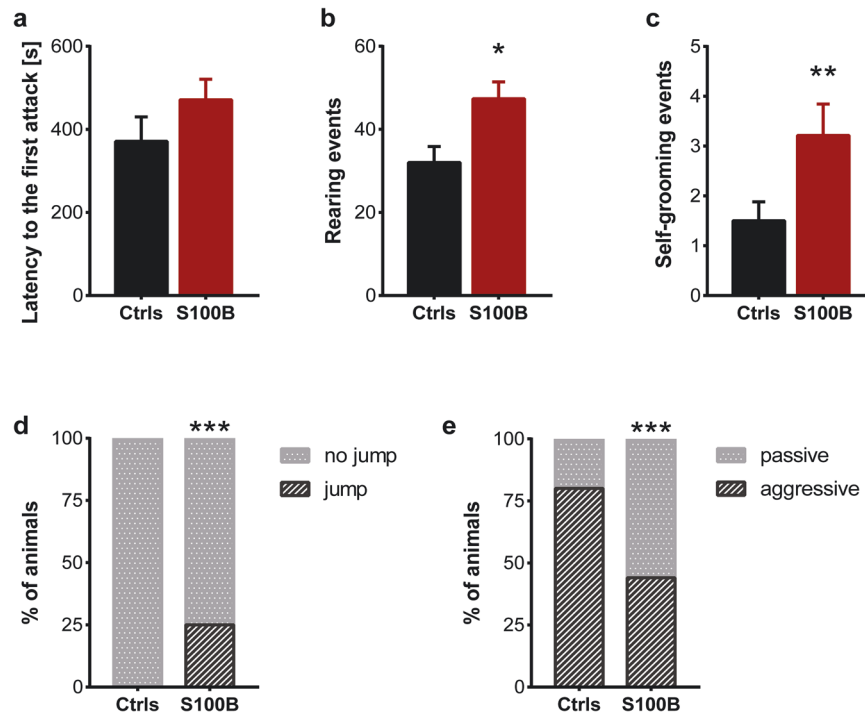 a
Latency to the first attack [s]
600
400
200
0
Ctrls S100B
b
Rearing events
60
40
20
0
*
Ctrls S100B
c
Self-grooming events
5
4
3
2
1
0
**
Ctrls S100B
d
% of animals
100
75
50
25
0
***
Ctrls S100B
no jump
jump
e
% of animals
100
75
50
25
0
***
Ctrls S100B
passive
aggressive